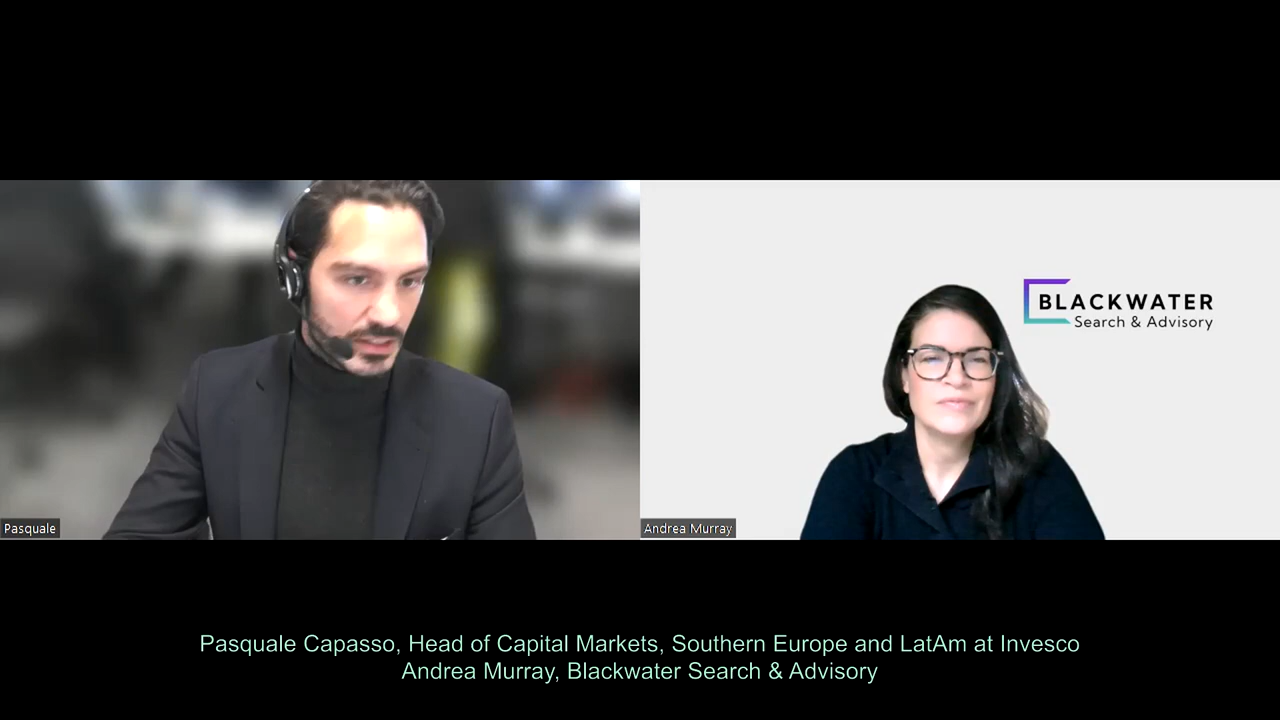 BLACKWATER
Search & Advisory
Pasquale
Andrea Murray
Pasquale Capasso, Head of Capital Markets, Southern Europe and LatAm at Invesco
Andrea Murray, Blackwater Search & Advisory